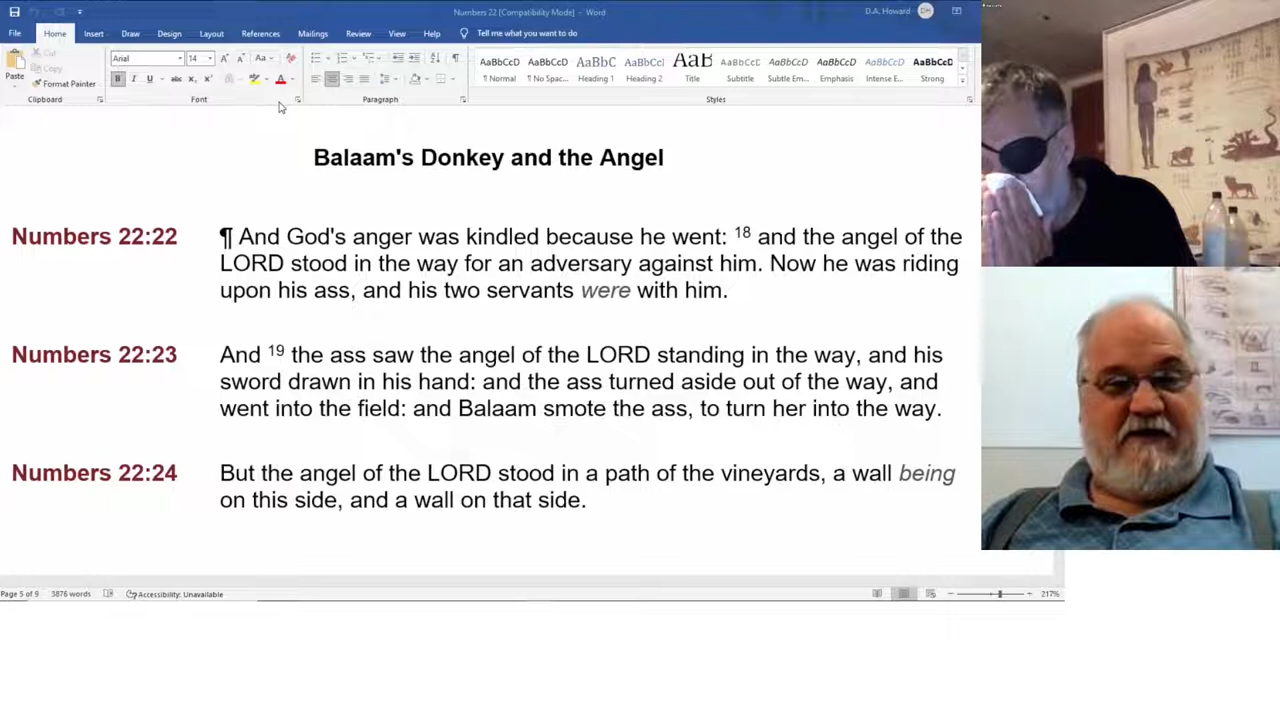 Numbers 22 [Compatibility Mode] - Word
D.A. Howard
DH
File Home Insert Draw Design Layout References Mailings Review View Help Tell me what you want to do
Cut
Copy
Format Painter
Paste
Arial
14
Aa
Clipboard
Font
Paragraph
Styles
AaBbCcD AaBbCcD AaBbC AaBbCcI AaB AaBbCcD AaBbCcD AaBbCcD AaBbCcD AaBbCcD
¶ Normal ¶ No Spac... Heading 1 Heading 2 Title Subtitle Subtle Em... Emphasis Intense E... Strong
Balaam's Donkey and the Angel
Numbers 22:22 ¶ And God's anger was kindled because he went: 18 and the angel of the
LORD stood in the way for an adversary against him. Now he was riding
upon his ass, and his two servants were with him.
Numbers 22:23 And 19 the ass saw the angel of the LORD standing in the way, and his
sword drawn in his hand: and the ass turned aside out of the way, and
went into the field: and Balaam smote the ass, to turn her into the way.
Numbers 22:24 But the angel of the LORD stood in a path of the vineyards, a wall being
on this side, and a wall on that side.
Page 5 of 9 3876 words Accessibility: Unavailable 217%